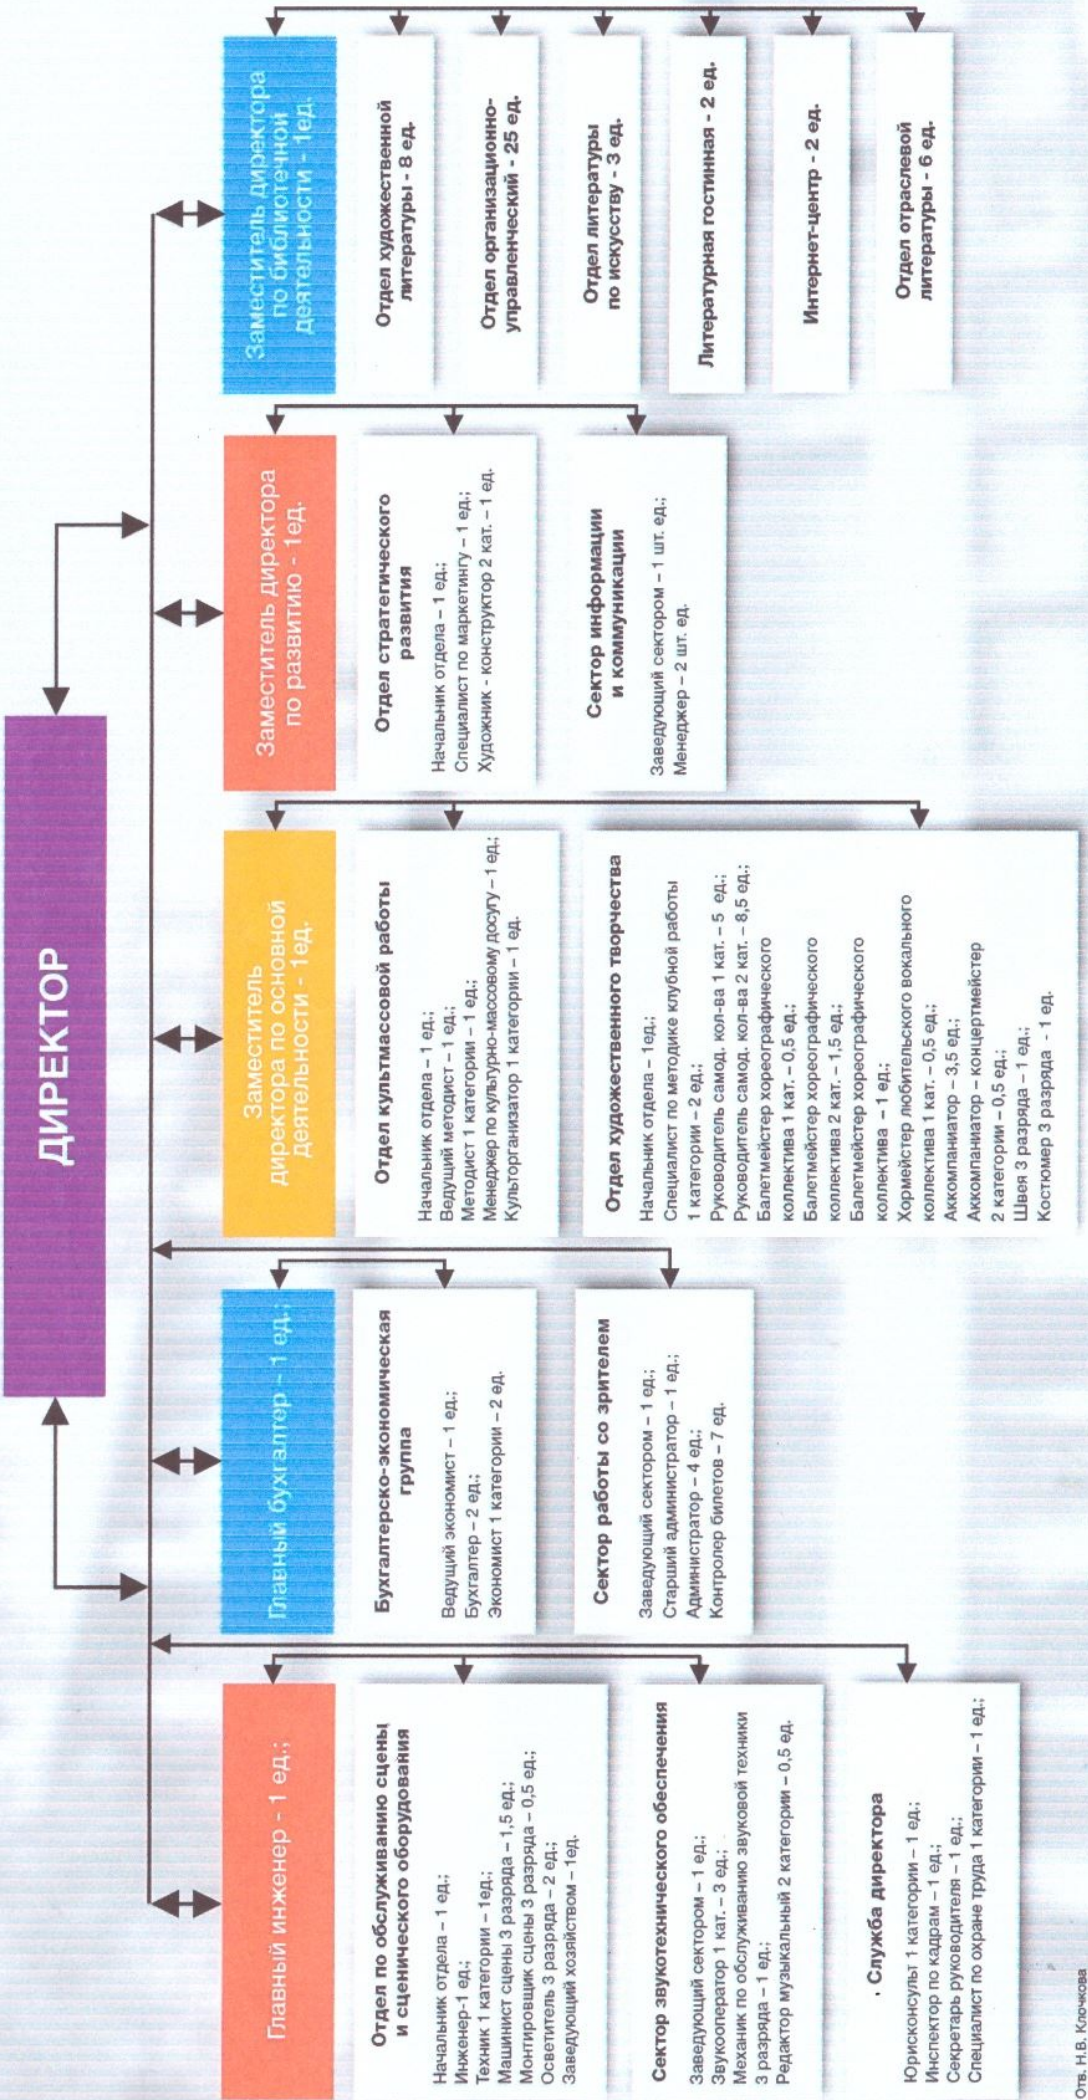 ДИРЕКТОР
Главный инженер - 1 ед.;
Отдел по обслуживанию сцены
и сценического оборудования
Начальник отдела – 1 ед.;
Инженер-1 ед.;
Техник 1 категории – 1ед.;
Машинист сцены 3 разряда – 1,5 ед.;
Монтировщик сцены 3 разряда – 0,5 ед.;
Осветитель 3 разряда – 2 ед.;
Заведующий хозяйством – 1ед.
Сектор звукотехнического обеспечения
Заведующий сектором – 1 ед.;
Звукооператор 1 кат. – 3 ед.;
Механик по обслуживанию звуковой техники
3 разряда – 1 ед.;
Редактор музыкальный 2 категории – 0,5 ед.
. Служба директора
Юрисконсульт 1 категории – 1 ед.;
Инспектор по кадрам – 1 ед.;
Секретарь руководителя – 1 ед.;
Специалист по охране труда 1 категории – 1 ед.;
Главный бухгалтер – 1 ед.;
Бухгалтерско-экономическая
группа
Ведущий экономист – 1 ед.;
Бухгалтер – 2 ед.;
Экономист 1 категории – 2 ед.
Сектор работы со зрителем
Заведующий сектором – 1 ед.;
Старший администратор – 1 ед.;
Администратор – 4 ед.;
Контролер билетов – 7 ед.
Заместитель
директора по основной
деятельности - 1ед.
Отдел культмассовой работы
Начальник отдела – 1 ед.;
Ведущий методист – 1 ед.;
Методист 1 категории – 1 ед.;
Менеджер по культурно-массовому досугу – 1 ед.;
Культорганизатор 1 категории – 1 ед.
Отдел художественного творчества
Начальник отдела – 1ед.;
Специалист по методике клубной работы
1 категории – 2 ед.;
Руководитель самод. кол-ва 1 кат. – 5 ед.;
Руководитель самод. кол-ва 2 кат. – 8,5 ед.;
Балетмейстер хореографического
коллектива 1 кат. – 0,5 ед.;
Балетмейстер хореографического
коллектива 2 кат. – 1,5 ед.;
Балетмейстер хореографического
коллектива – 1 ед.;
Хормейстер любительского вокального
коллектива 1 кат. – 0,5 ед.;
Аккомпаниатор – 3,5 ед.;
Аккомпаниатор – концертмейстер
2 категории – 0,5 ед.;
Швея 3 разряда – 1 ед.;
Костюмер 3 разряда - 1 ед.
Заместитель директора
по развитию - 1ед.
Отдел стратегического
развития
Начальник отдела – 1 ед.;
Специалист по маркетингу – 1 ед.;
Художник - конструктор 2 кат. – 1 ед.
Сектор информации
и коммуникации
Заведующий сектором – 1 шт. ед.;
Менеджер – 2 шт. ед.
Заместитель директора
по библиотечной
деятельности - 1ед.
Отдел художественной
литературы - 8 ед.
Отдел организационно-
управленческий - 25 ед.
Отдел литературы
по искусству - 3 ед.
Литературная гостинная - 2 ед.
Интернет-центр - 2 ед.
Отдел отраслевой
литературы - 6 ед.
Н.В. Клочкова